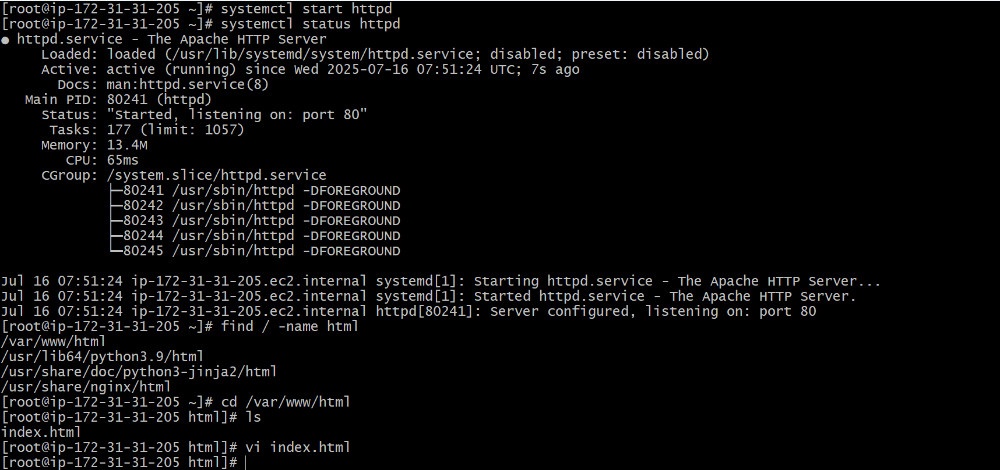 [root@ip-172-31-31-205 ~]# systemctl start httpd
[root@ip-172-31-31-205 ~]# systemctl status httpd
● httpd.service - The Apache HTTP Server
     Loaded: loaded (/usr/lib/systemd/system/httpd.service; disabled; preset: disabled)
     Active: active (running) since Wed 2025-07-16 07:51:24 UTC; 7s ago
       Docs: man:httpd.service(8)
   Main PID: 80241 (httpd)
     Status: "Started, listening on: port 80"
      Tasks: 177 (limit: 1057)
     Memory: 13.4M
        CPU: 65ms
     CGroup: /system.slice/httpd.service
             ├─80241 /usr/sbin/httpd -DFOREGROUND
             ├─80242 /usr/sbin/httpd -DFOREGROUND
             ├─80243 /usr/sbin/httpd -DFOREGROUND
             ├─80244 /usr/sbin/httpd -DFOREGROUND
             └─80245 /usr/sbin/httpd -DFOREGROUND

Jul 16 07:51:24 ip-172-31-31-205.ec2.internal systemd[1]: Starting httpd.service - The Apache HTTP Server...
Jul 16 07:51:24 ip-172-31-31-205.ec2.internal systemd[1]: Started httpd.service - The Apache HTTP Server.
Jul 16 07:51:24 ip-172-31-31-205.ec2.internal httpd[80241]: Server configured, listening on: port 80
[root@ip-172-31-31-205 ~]# find / -name html
/var/www/html
/usr/lib64/python3.9/html
/usr/share/doc/python3-jinja2/html
/usr/share/nginx/html
[root@ip-172-31-31-205 ~]# cd /var/www/html
[root@ip-172-31-31-205 html]# ls
index.html
[root@ip-172-31-31-205 html]# vi index.html
[root@ip-172-31-31-205 html]#